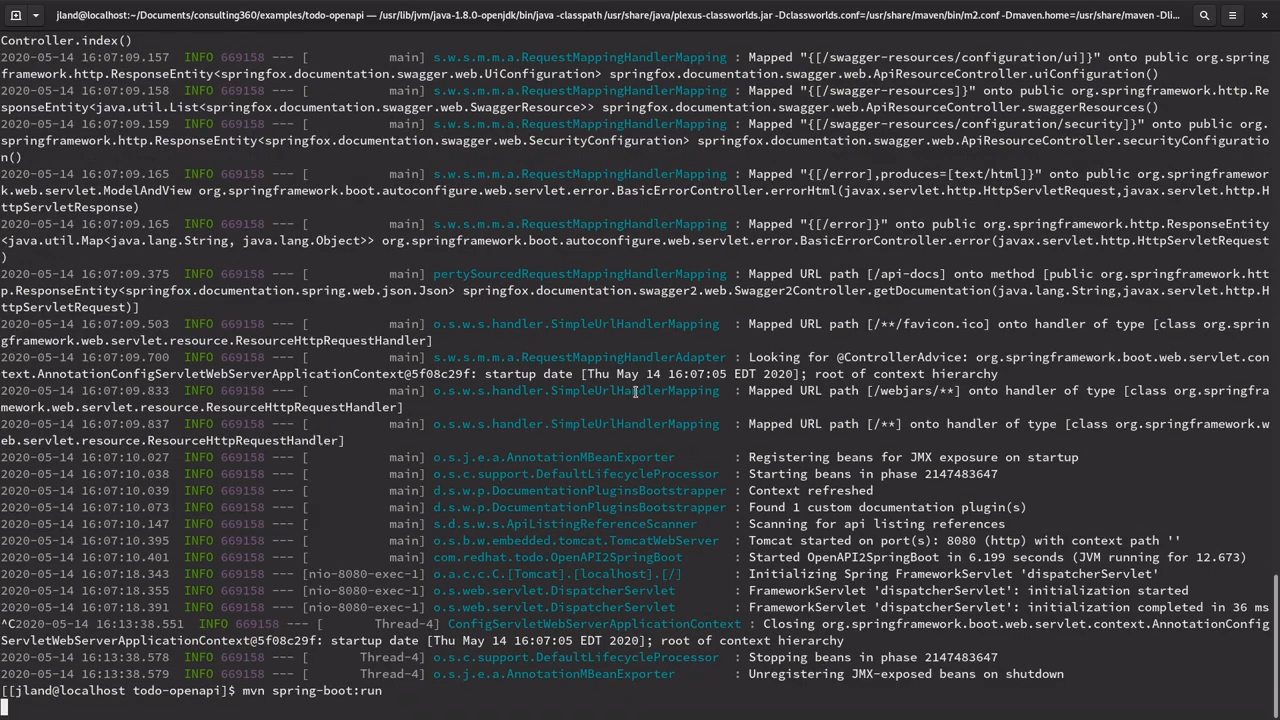 jland@localhost:~/Documents/consulting360/examples/todo-openapi — /usr/lib/jvm/java-1.8.0-openjdk/bin/java -classpath /usr/share/java/plexus-classworlds.jar -Dclassworlds.conf=/usr/share/maven/bin/m2.conf -Dmaven.home=/usr/share/maven -Dli...
Controller.index()
2020-05-14 16:07:09.157  INFO 669158 --- [           main] s.w.s.m.m.a.RequestMappingHandlerMapping : Mapped "{[/swagger-resources/configuration/ui]}" onto public org.spring
framework.http.ResponseEntity<springfox.documentation.swagger.web.UiConfiguration> springfox.documentation.swagger.web.ApiResourceController.uiConfiguration()
2020-05-14 16:07:09.158  INFO 669158 --- [           main] s.w.s.m.m.a.RequestMappingHandlerMapping : Mapped "{[/swagger-resources]}" onto public org.springframework.http.Re
sponseEntity<java.util.List<springfox.documentation.swagger.web.SwaggerResource>> springfox.documentation.swagger.web.ApiResourceController.swaggerResources()
2020-05-14 16:07:09.159  INFO 669158 --- [           main] s.w.s.m.m.a.RequestMappingHandlerMapping : Mapped "{[/swagger-resources/configuration/security]}" onto public org.
springframework.http.ResponseEntity<springfox.documentation.swagger.web.SecurityConfiguration> springfox.documentation.swagger.web.ApiResourceController.securityConfiguratio
n()
2020-05-14 16:07:09.165  INFO 669158 --- [           main] s.w.s.m.m.a.RequestMappingHandlerMapping : Mapped "{[/error],produces=[text/html]}" onto public org.springframewor
k.web.servlet.ModelAndView org.springframework.boot.autoconfigure.web.servlet.error.BasicErrorController.errorHtml(javax.servlet.http.HttpServletRequest,javax.servlet.http.H
ttpServletResponse)
2020-05-14 16:07:09.165  INFO 669158 --- [           main] s.w.s.m.m.a.RequestMappingHandlerMapping : Mapped "{[/error]}" onto public org.springframework.http.ResponseEntity
<java.util.Map<java.lang.String, java.lang.Object>> org.springframework.boot.autoconfigure.web.servlet.error.BasicErrorController.error(javax.servlet.http.HttpServletRequest
)
2020-05-14 16:07:09.375  INFO 669158 --- [           main] pertySourcedRequestMappingHandlerMapping : Mapped URL path [/api-docs] onto method [public org.springframework.htt
p.ResponseEntity<springfox.documentation.spring.web.json.Json> springfox.documentation.swagger2.web.Swagger2Controller.getDocumentation(java.lang.String,javax.servlet.http.H
ttpServletRequest)]
2020-05-14 16:07:09.503  INFO 669158 --- [           main] o.s.w.s.handler.SimpleUrlHandlerMapping  : Mapped URL path [/**/favicon.ico] onto handler of type [class org.sprin
gframework.web.servlet.resource.ResourceHttpRequestHandler]
2020-05-14 16:07:09.700  INFO 669158 --- [           main] s.w.s.m.m.a.RequestMappingHandlerAdapter : Looking for @ControllerAdvice: org.springframework.boot.web.servlet.con
text.AnnotationConfigServletWebServerApplicationContext@5f08c29f: startup date [Thu May 14 16:07:05 EDT 2020]; root of context hierarchy
2020-05-14 16:07:09.833  INFO 669158 --- [           main] o.s.w.s.handler.SimpleUrlHandlerMapping  : Mapped URL path [/webjars/**] onto handler of type [class org.springfra
mework.web.servlet.resource.ResourceHttpRequestHandler]
2020-05-14 16:07:09.833  INFO 669158 --- [           main] o.s.w.s.handler.SimpleUrlHandlerMapping  : Mapped URL path [/**] onto handler of type [class org.springframework.w
eb.servlet.resource.ResourceHttpRequestHandler]
2020-05-14 16:07:10.027  INFO 669158 --- [           main] o.s.j.e.a.AnnotationMBeanExporter        : Registering beans for JMX exposure on startup
2020-05-14 16:07:10.038  INFO 669158 --- [           main] o.s.c.support.DefaultLifecycleProcessor  : Starting beans in phase 2147483647
2020-05-14 16:07:10.039  INFO 669158 --- [           main] d.s.w.p.DocumentationPluginsBootstrapper : Context refreshed
2020-05-14 16:07:10.073  INFO 669158 --- [           main] d.s.w.p.DocumentationPluginsBootstrapper : Found 1 custom documentation plugin(s)
2020-05-14 16:07:10.147  INFO 669158 --- [           main] s.d.s.w.s.ApiListingReferenceScanner     : Scanning for api listing references
2020-05-14 16:07:10.395  INFO 669158 --- [           main] o.s.b.w.embedded.tomcat.TomcatWebServer  : Tomcat started on port(s): 8080 (http) with context path ''
2020-05-14 16:07:10.401  INFO 669158 --- [           main] com.redhat.todo.OpenAPI2SpringBoot       : Started OpenAPI2SpringBoot in 6.199 seconds (JVM running for 12.673)
2020-05-14 16:07:18.343  INFO 669158 --- [nio-8080-exec-1] o.a.c.c.C.[Tomcat].[localhost].[/]       : Initializing Spring FrameworkServlet 'dispatcherServlet'
2020-05-14 16:07:18.355  INFO 669158 --- [nio-8080-exec-1] o.s.web.servlet.DispatcherServlet        : FrameworkServlet 'dispatcherServlet': initialization started
2020-05-14 16:07:18.391  INFO 669158 --- [nio-8080-exec-1] o.s.web.servlet.DispatcherServlet        : FrameworkServlet 'dispatcherServlet': initialization completed in 36 ms
^C2020-05-14 16:13:38.551  INFO 669158 --- [       Thread-4] ConfigServletWebServerApplicationContext : Closing org.springframework.boot.web.servlet.context.AnnotationConfig
ServletWebServerApplicationContext@5f08c29f: startup date [Thu May 14 16:07:05 EDT 2020]; root of context hierarchy
2020-05-14 16:13:38.578  INFO 669158 --- [       Thread-4] o.s.c.support.DefaultLifecycleProcessor  : Stopping beans in phase 2147483647
2020-05-14 16:13:38.579  INFO 669158 --- [       Thread-4] o.s.j.e.a.AnnotationMBeanExporter        : Unregistering JMX-exposed beans on shutdown
[[jland@localhost todo-openapi]$ mvn spring-boot:run